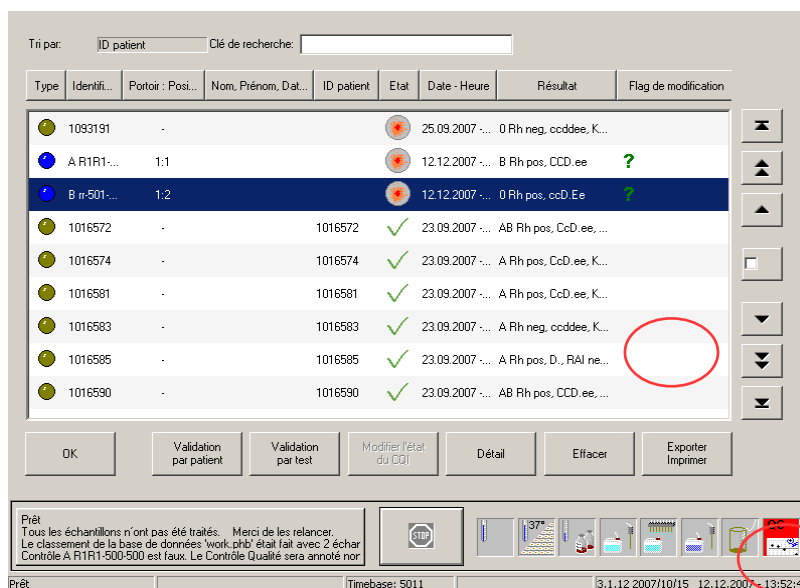 Tri par: ID patient Clé de recherche:
Type Identifi... Portoir : Posi... Nom, Prénom, Dat... ID patient Etat Date - Heure Résultat Flag de modification
1093191 - 25.09.2007 -... 0 Rh neg, ccddee, K...
A R1R1-... 1:1 12.12.2007 -... B Rh pos, CCD.ee ?
B rr-501-... 1:2 12.12.2007 -... 0 Rh pos, ccD.Ee ?
1016572 - 1016572 23.09.2007 -... AB Rh pos, CcD.ee, ...
1016574 - 1016574 23.09.2007 -... A Rh pos, CcD.ee, K...
1016581 - 1016581 23.09.2007 -... A Rh pos, CcD.ee, K...
1016583 - 1016583 23.09.2007 -... A Rh neg, ccddee, K...
1016585 - 1016585 23.09.2007 -... A Rh pos, D., RAI ne...
1016590 - 1016590 23.09.2007 -... AB Rh pos, CCD.ee, ...
OK Validation par patient Validation par test Modifier l'état du CQI Détail Effacer Exporter Imprimer
Prêt
Tous les échantillons n'ont pas été traités. Merci de les relancer.
Le classement de la base de données 'work.phb' était fait avec 2 échar
Contrôle A R1R1-500-500 est faux. Le Contrôle Qualité sera annoté nor
STOP
37°
QC
Prêt Timebase: 5011 3.1.12 2007/10/15 12.12.2007 - 13:52: